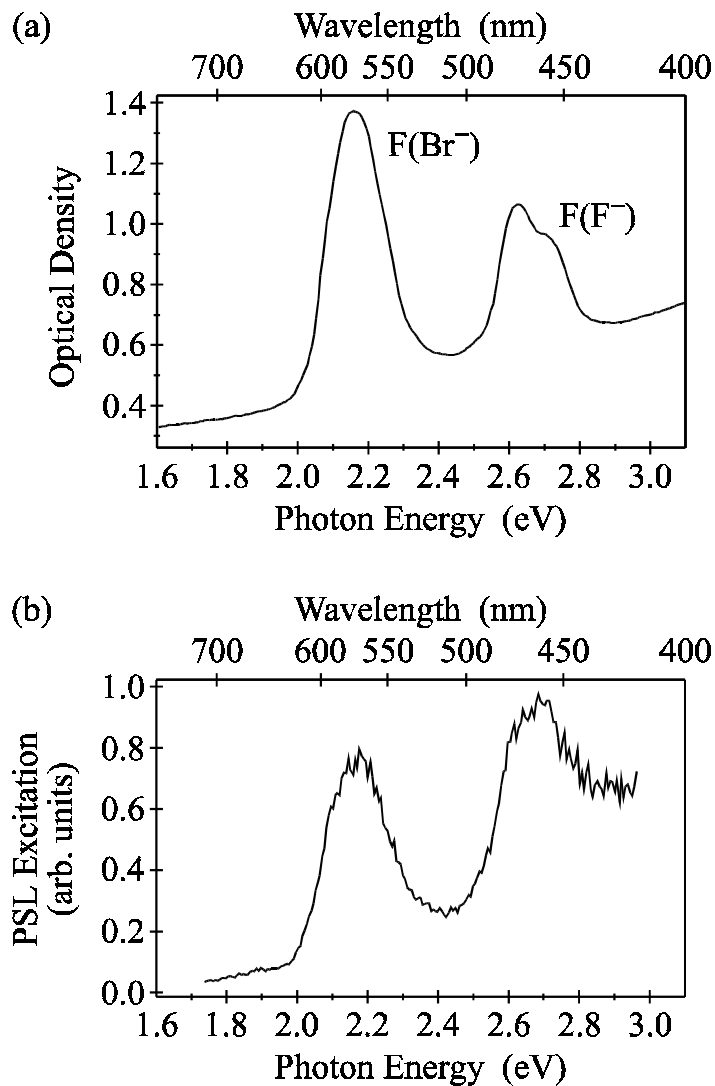 (a)
Wavelength (nm)
700 600 550 500 450 400
1.4
1.2
1.0
0.8
0.6
0.4
Optical Density
F(Br⁻)
F(F⁻)
1.6 1.8 2.0 2.2 2.4 2.6 2.8 3.0
Photon Energy (eV)
(b)
Wavelength (nm)
700 600 550 500 450 400
1.0
0.8
0.6
0.4
0.2
0.0
PSL Excitation
(arb. units)
1.6 1.8 2.0 2.2 2.4 2.6 2.8 3.0
Photon Energy (eV)